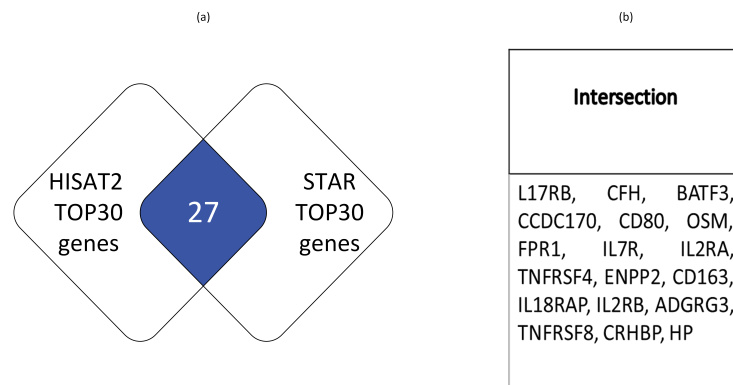 (a)
(b)
HISAT2
TOP30
genes
27
STAR
TOP30
genes
Intersection
L17RB, CFH, BATF3,
CCDC170, CD80, OSM,
FPR1, IL7R, IL2RA,
TNFRSF4, ENPP2, CD163,
IL18RAP, IL2RB, ADGRG3,
TNFRSF8, CRHBP, HP